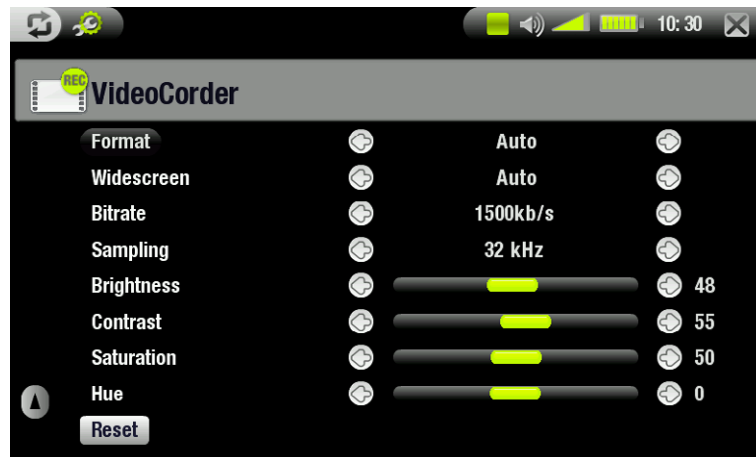 10:30
REC
VideoCorder
Format Auto
Widescreen Auto
Bitrate 1500kb/s
Sampling 32 kHz
Brightness 48
Contrast 55
Saturation 50
Hue 0
Reset